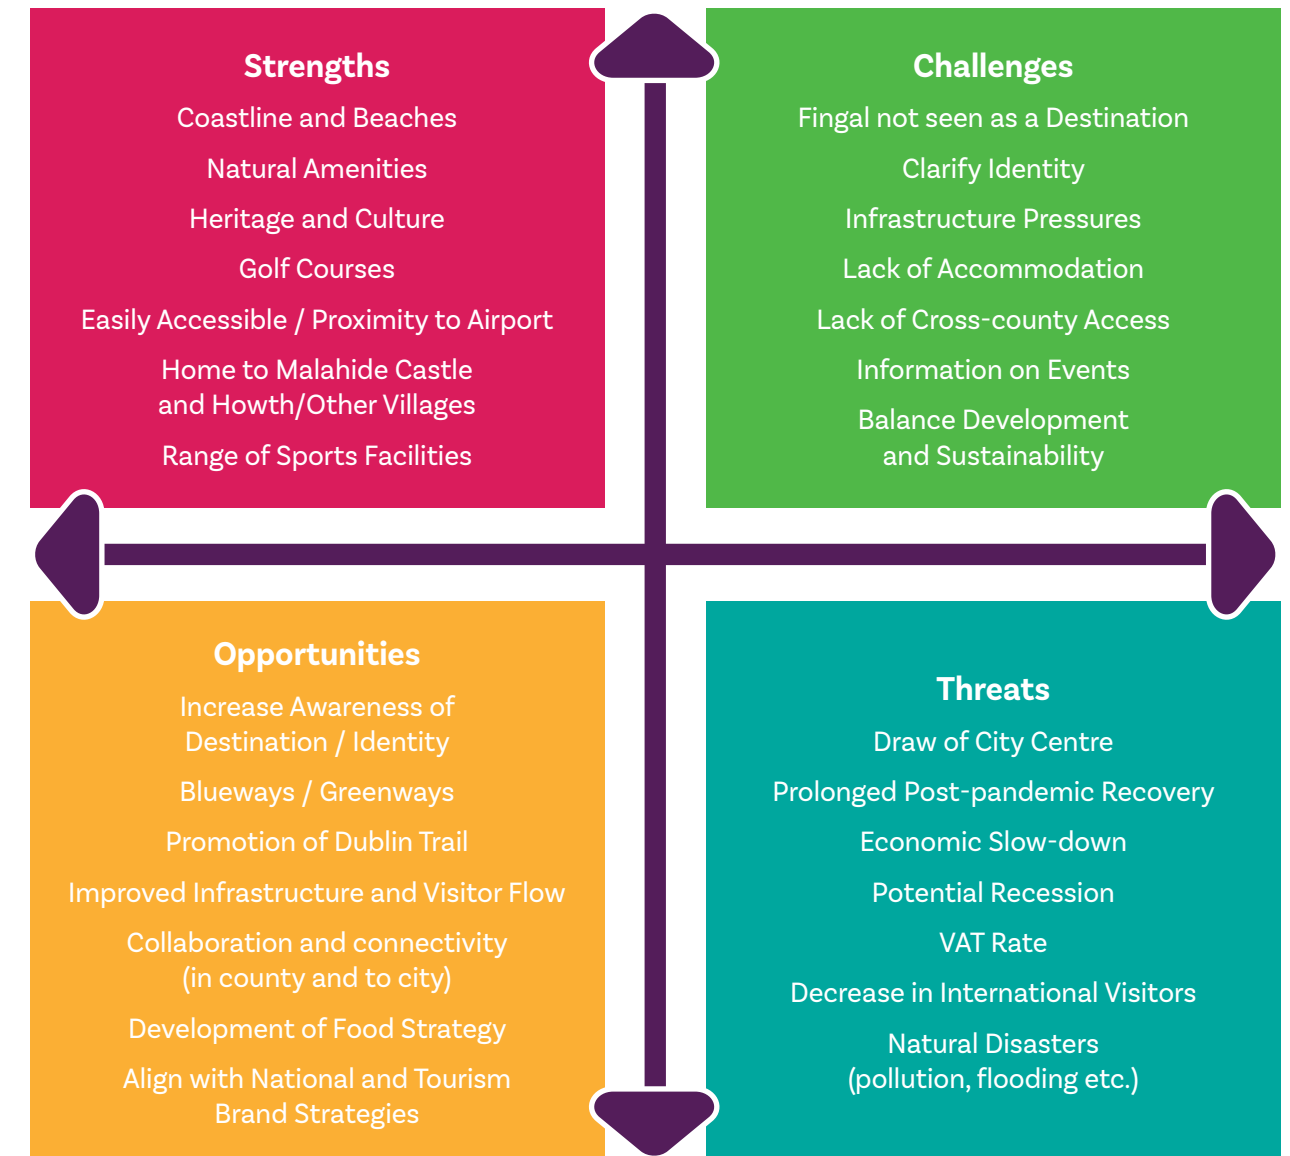 Strengths
Coastline and Beaches
Natural Amenities
Heritage and Culture
Golf Courses
Easily Accessible / Proximity to Airport
Home to Malahide Castle
and Howth/Other Villages
Range of Sports Facilities
Challenges
Fingal not seen as a Destination
Clarify Identity
Infrastructure Pressures
Lack of Accommodation
Lack of Cross-county Access
Information on Events
Balance Development
and Sustainability
Opportunities
Increase Awareness of
Destination / Identity
Blueways / Greenways
Promotion of Dublin Trail
Improved Infrastructure and Visitor Flow
Collaboration and connectivity
(in county and to city)
Development of Food Strategy
Align with National and Tourism
Brand Strategies
Threats
Draw of City Centre
Prolonged Post-pandemic Recovery
Economic Slow-down
Potential Recession
VAT Rate
Decrease in International Visitors
Natural Disasters
(pollution, flooding etc.)